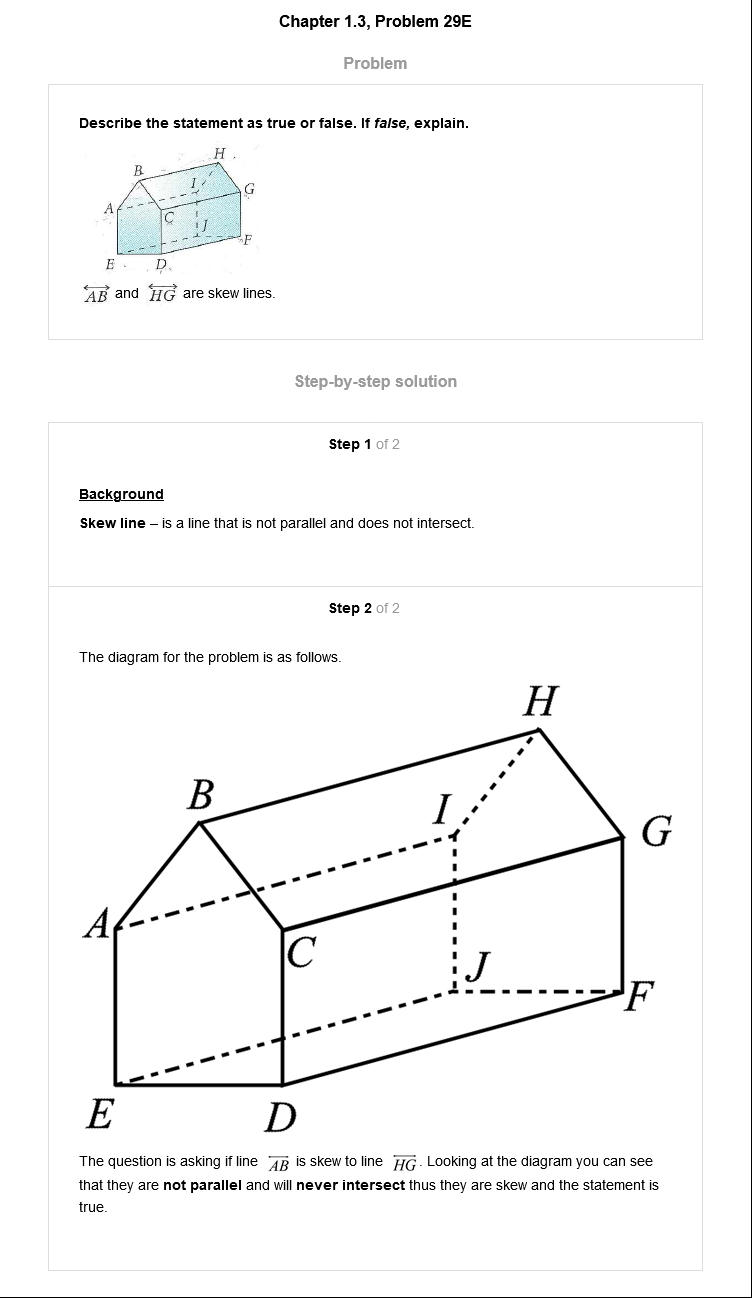 Chapter 1.3, Problem 29E
Problem
Describe the statement as true or false. If false, explain.
H
B
I
G
A
C
J
F
E
D
AB and HG are skew lines.
Step-by-step solution
Step 1 of 2
Background
Skew line – is a line that is not parallel and does not intersect.
Step 2 of 2
The diagram for the problem is as follows.
H
B
I
G
A
C
J
F
E
D
The question is asking if line AB is skew to line HG. Looking at the diagram you can see
that they are not parallel and will never intersect thus they are skew and the statement is
true.